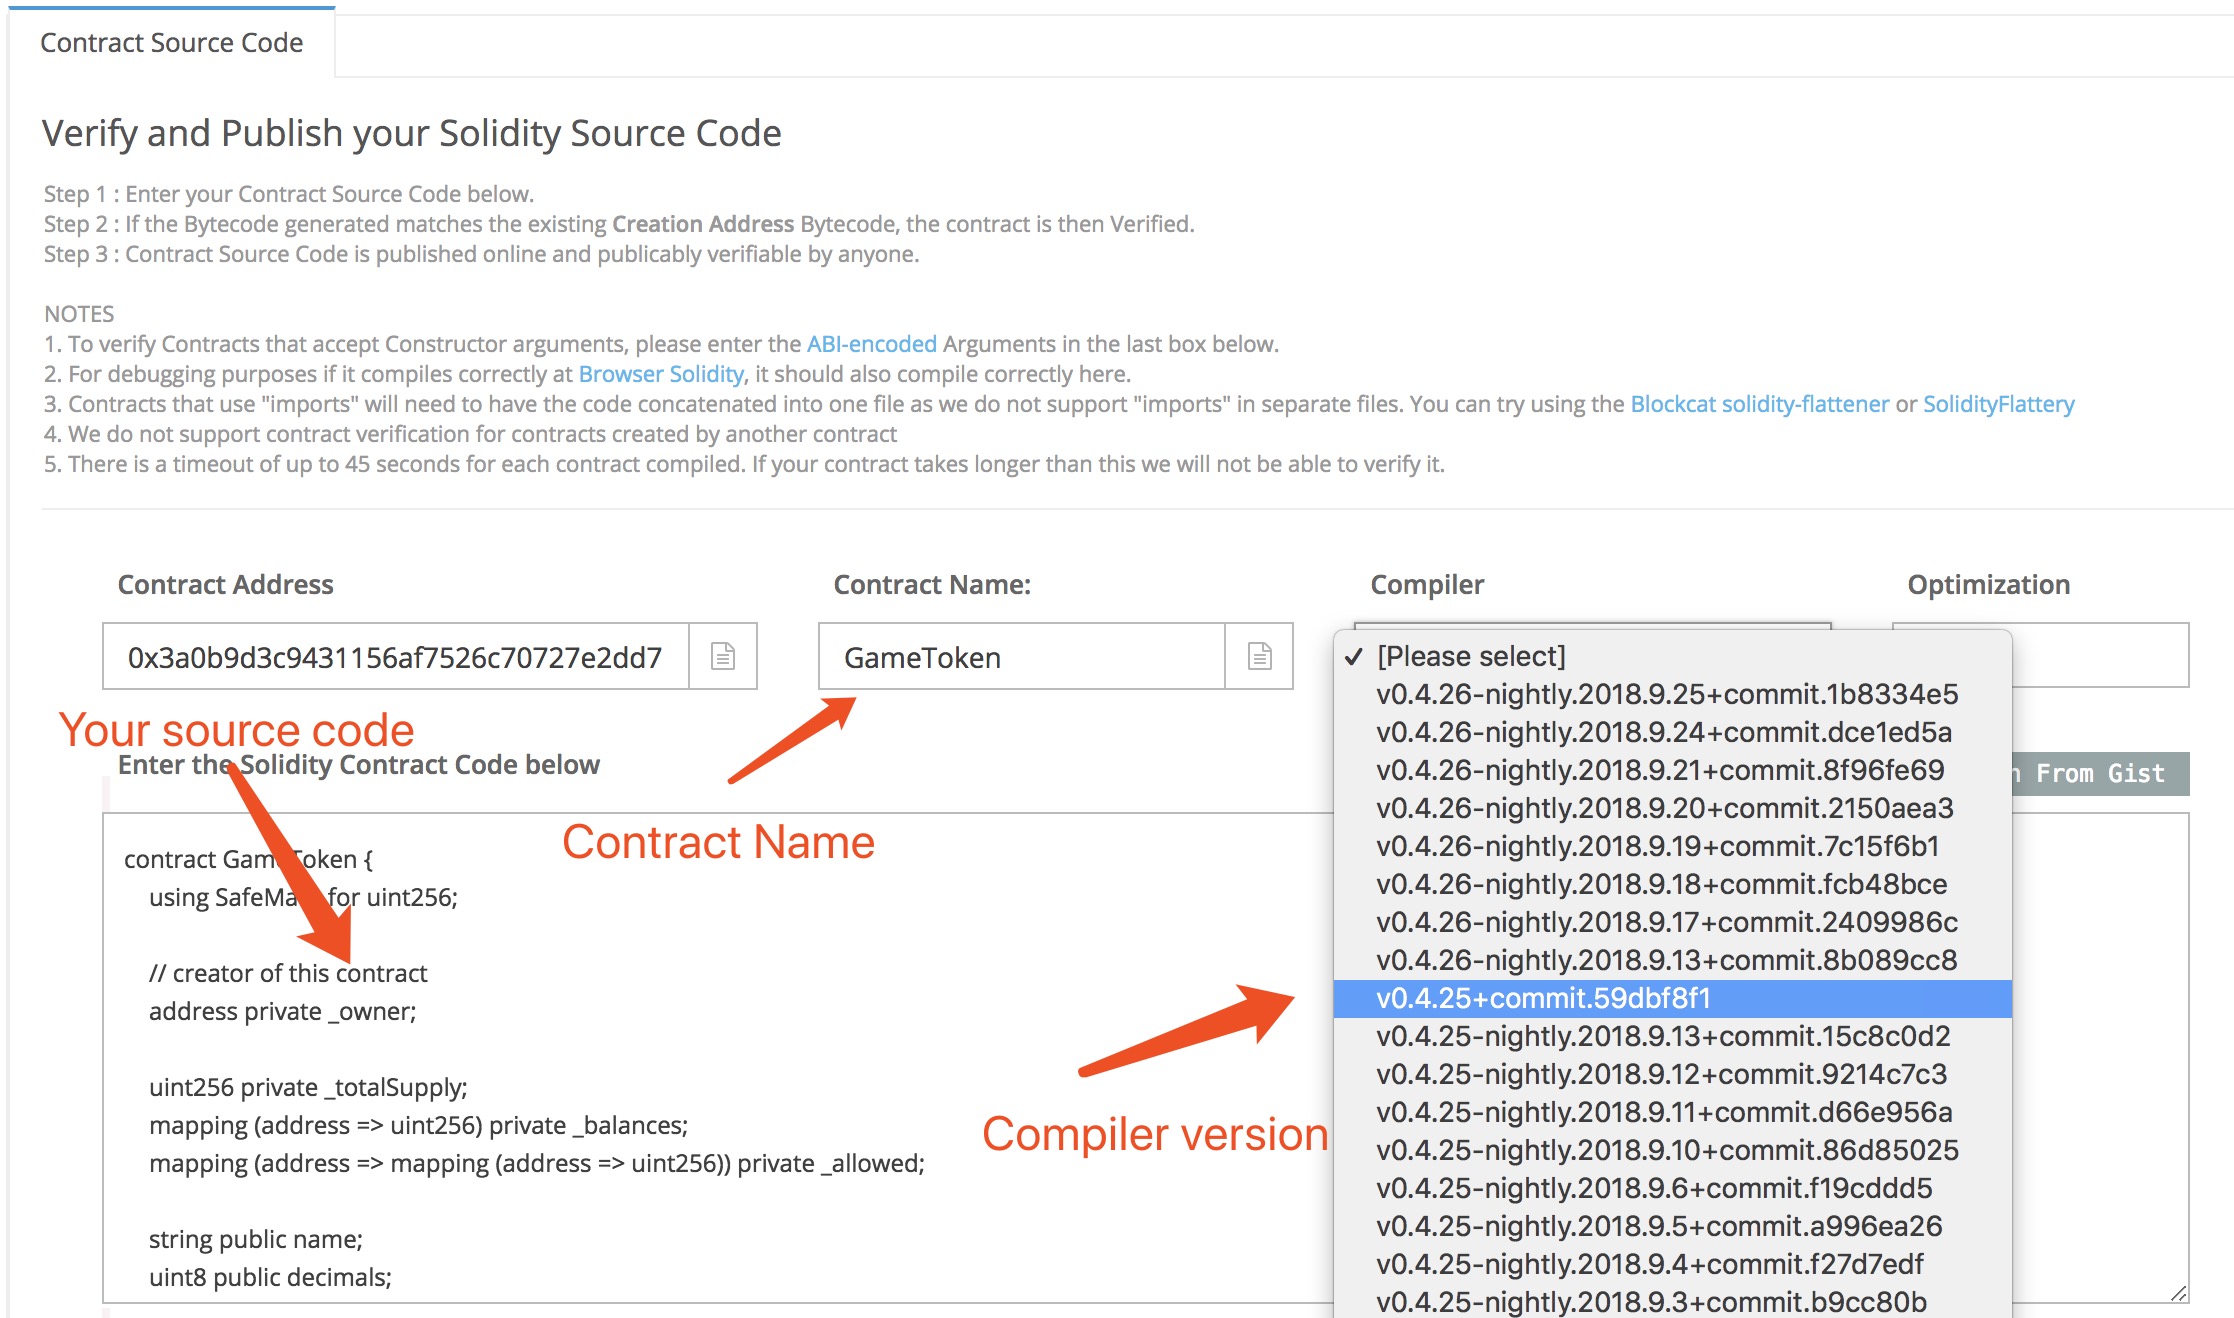 Contract Source Code
Verify and Publish your Solidity Source Code
Step 1 : Enter your Contract Source Code below.
Step 2 : If the Bytecode generated matches the existing Creation Address Bytecode, the contract is then Verified.
Step 3 : Contract Source Code is published online and publicably verifiable by anyone.
NOTES
1. To verify Contracts that accept Constructor arguments, please enter the ABI-encoded Arguments in the last box below.
2. For debugging purposes if it compiles correctly at Browser Solidity, it should also compile correctly here.
3. Contracts that use "imports" will need to have the code concatenated into one file as we do not support "imports" in separate files. You can try using the Blockcat solidity-flattener or SolidityFlattery
4. We do not support contract verification for contracts created by another contract
5. There is a timeout of up to 45 seconds for each contract compiled. If your contract takes longer than this we will not be able to verify it.
Contract Address
0x3a0b9d3c9431156af7526c70727e2dd7
Contract Name:
GameToken
Compiler
Optimization
Your source code
Enter the Solidity Contract Code below
From Gist
Contract Name
contract GameToken {
using SafeMath for uint256;
// creator of this contract
address private _owner;
uint256 private _totalSupply;
mapping (address => uint256) private _balances;
mapping (address => mapping (address => uint256)) private _allowed;
string public name;
uint8 public decimals;
Compiler version
[Please select]
v0.4.26-nightly.2018.9.25+commit.1b8334e5
v0.4.26-nightly.2018.9.24+commit.dce1ed5a
v0.4.26-nightly.2018.9.21+commit.8f96fe69
v0.4.26-nightly.2018.9.20+commit.2150aea3
v0.4.26-nightly.2018.9.19+commit.7c15f6b1
v0.4.26-nightly.2018.9.18+commit.fcb48bce
v0.4.26-nightly.2018.9.17+commit.2409986c
v0.4.26-nightly.2018.9.13+commit.8b089cc8
v0.4.25+commit.59dbf8f1
v0.4.25-nightly.2018.9.13+commit.15c8c0d2
v0.4.25-nightly.2018.9.12+commit.9214c7c3
v0.4.25-nightly.2018.9.11+commit.d66e956a
v0.4.25-nightly.2018.9.10+commit.86d85025
v0.4.25-nightly.2018.9.6+commit.f19cddd5
v0.4.25-nightly.2018.9.5+commit.a996ea26
v0.4.25-nightly.2018.9.4+commit.f27d7edf
v0.4.25-nightly.2018.9.3+commit.b9cc80b